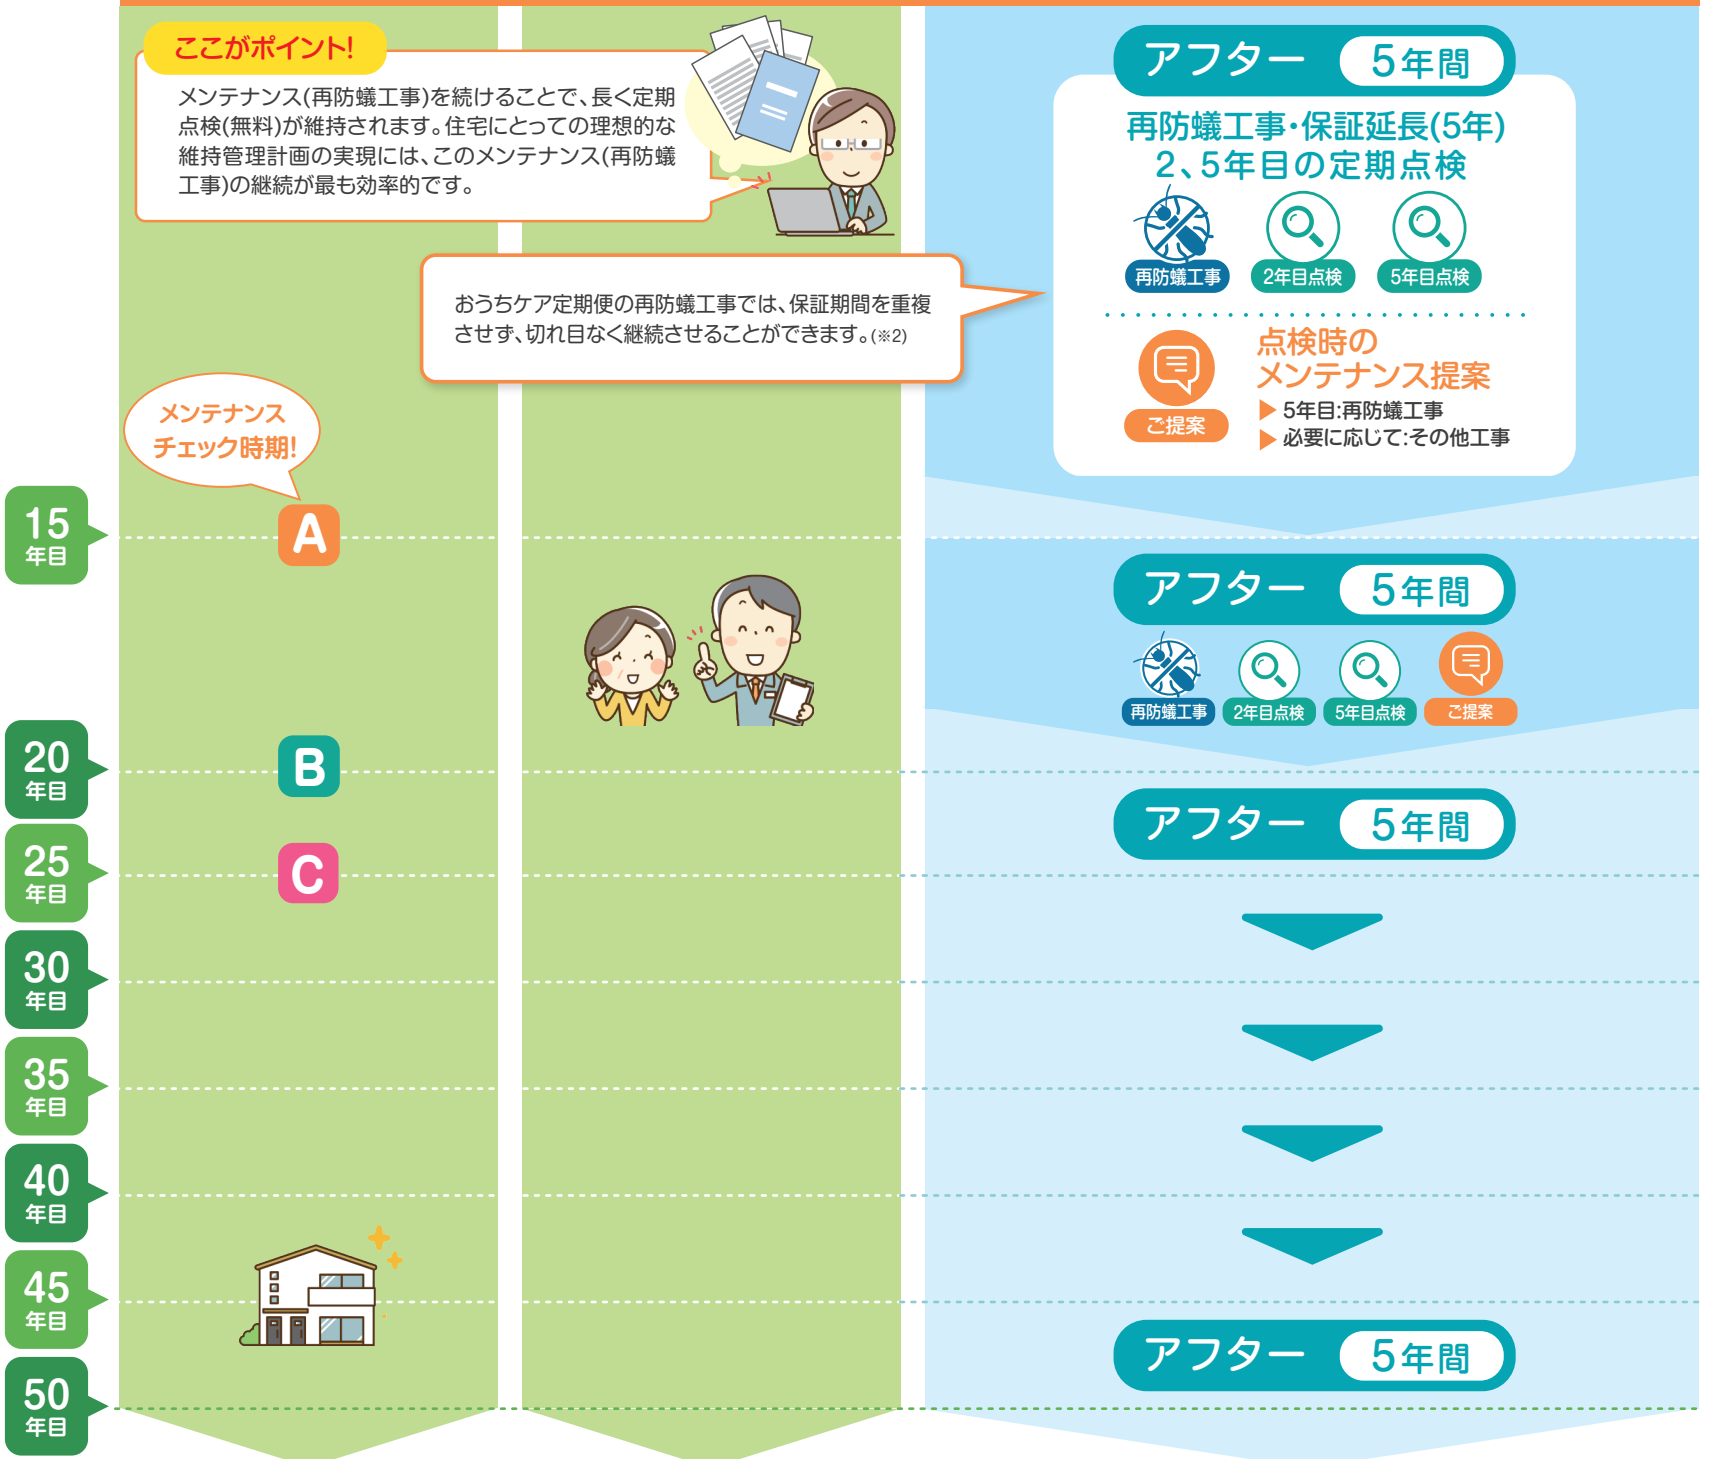 ここがポイント!
メンテナンス(再防蟻工事)を続けることで、長く定期
点検(無料)が維持されます。住宅にとっての理想的な
維持管理計画の実現には、このメンテナンス(再防蟻
工事)の継続が最も効率的です。
アフター 5年間
再防蟻工事・保証延長(5年)
2、5年目の定期点検
再防蟻工事 2年目点検 5年目点検
おうちケア定期便の再防蟻工事では、保証期間を重複
させず、切れ目なく継続させることができます。(※2)
点検時の
メンテナンス提案
ご提案
▶ 5年目:再防蟻工事
▶ 必要に応じて:その他工事
メンテナンス
チェック時期!
15
年目
A
アフター 5年間
再防蟻工事 2年目点検 5年目点検 ご提案
20
年目
B
アフター 5年間
25
年目
C
30
年目
35
年目
40
年目
45
年目
アフター 5年間
50
年目